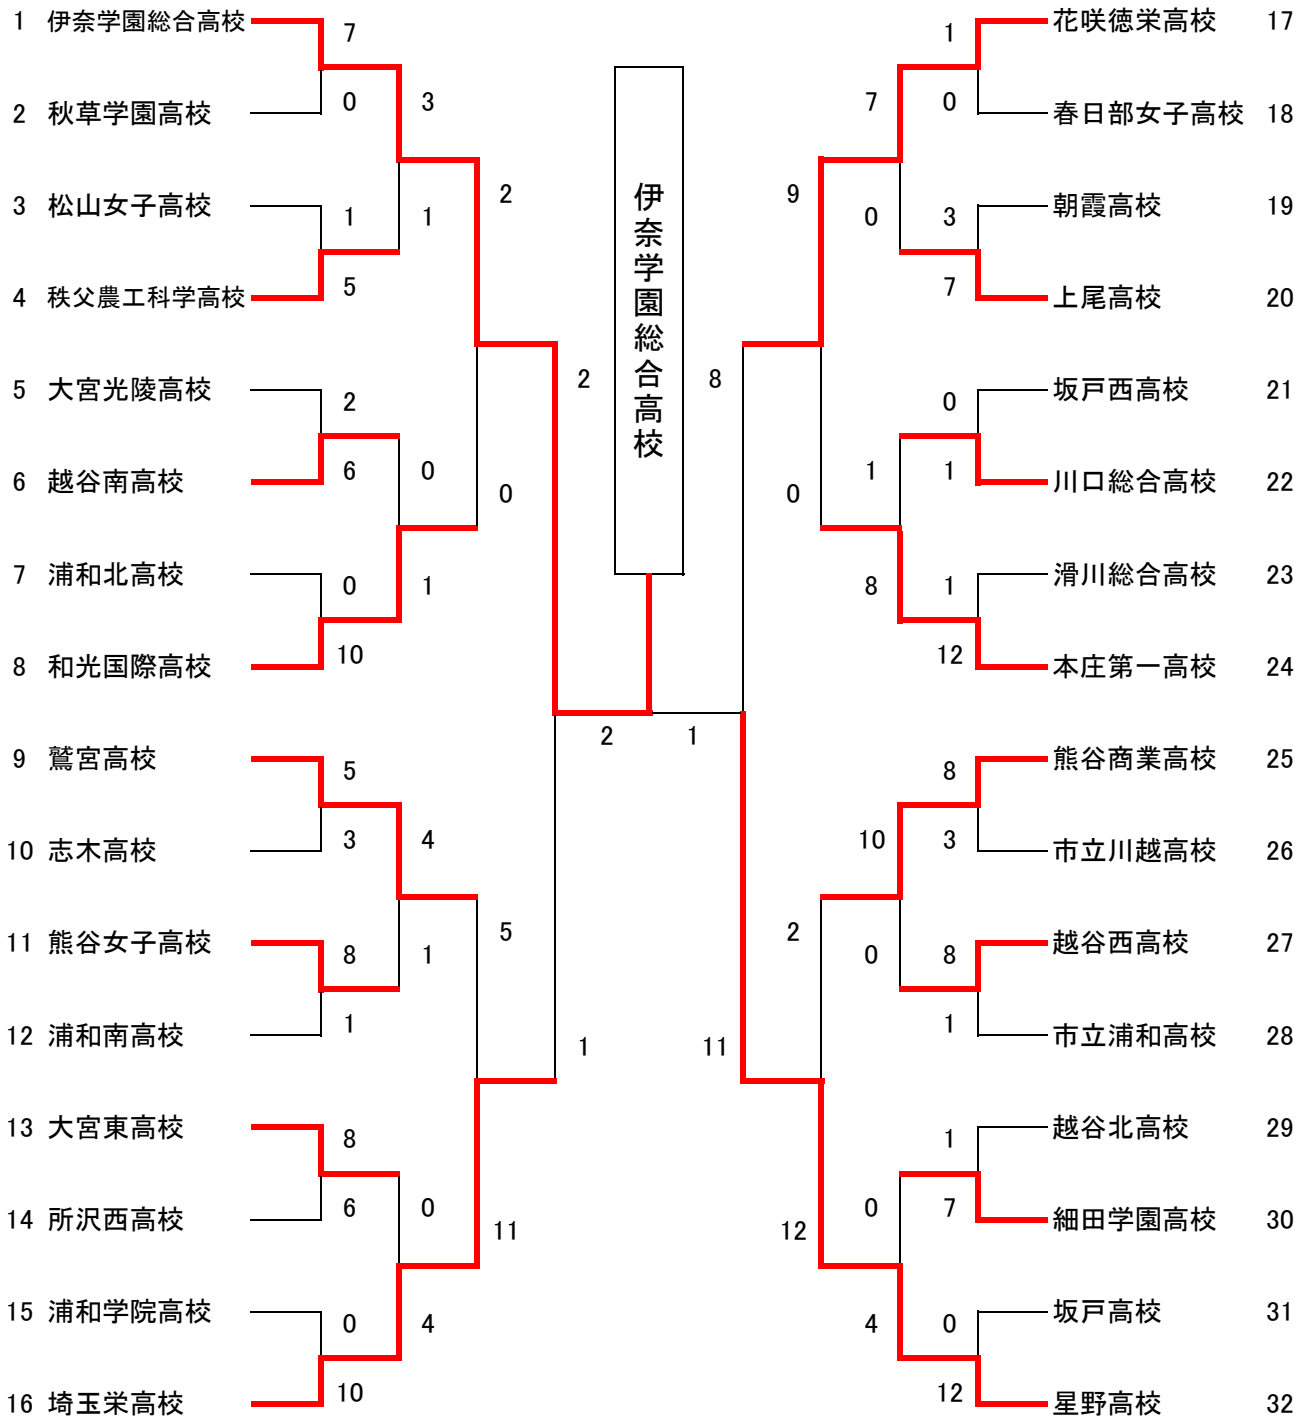 1 伊奈学園総合高校 7
1 花咲徳栄高校 17
0 3
7 0
2 秋草学園高校
春日部女子高校 18
2
伊奈学園総合高校
9
3 松山女子高校 1 1
0 3 朝霞高校 19
4 秩父農工科学高校 5
7 上尾高校 20
2 8
5 大宮光陵高校 2
0 坂戸西高校 21
6 越谷南高校 6 0
1 1 川口総合高校 22
0 0
7 浦和北高校 0 1
8 1 滑川総合高校 23
8 和光国際高校 10
12 本庄第一高校 24
2 1
9 鷲宮高校 5
8 熊谷商業高校 25
10 志木高校 3 4
10 3 市立川越高校 26
5 2
11 熊谷女子高校 8 1
0 8 越谷西高校 27
12 浦和南高校 1
1 市立浦和高校 28
1 11
13 大宮東高校 8
1 越谷北高校 29
14 所沢西高校 6 0
0 7 細田学園高校 30
11 12
15 浦和学院高校 0 4
4 0 坂戸高校 31
16 埼玉栄高校 10
12 星野高校 32